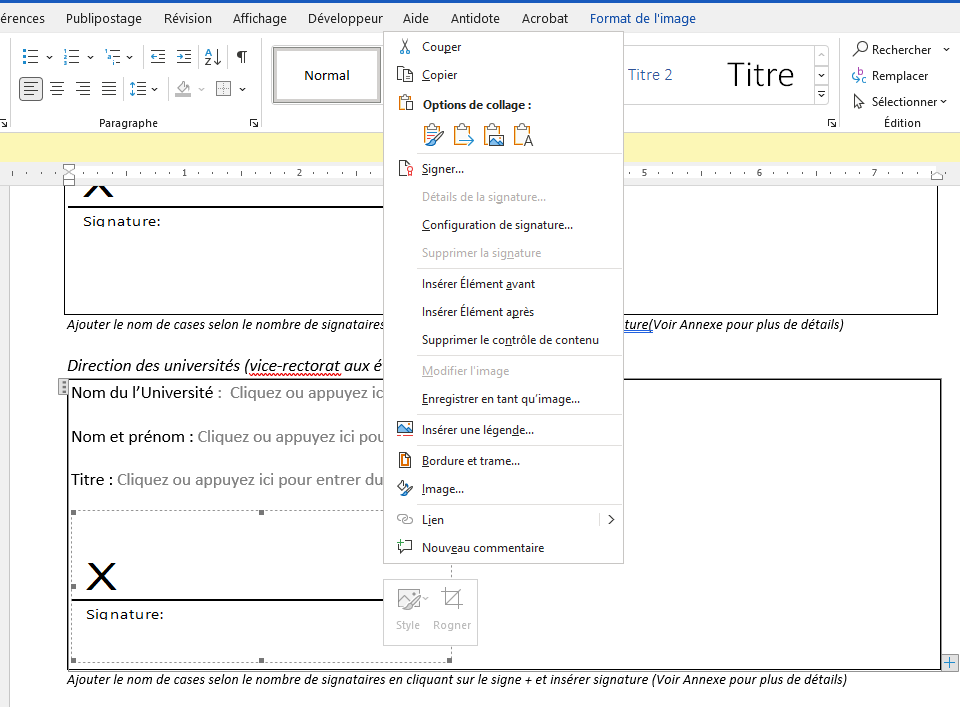 érences Publipostage Révision Affichage Développeur Aide Antidote Acrobat Format de l'image
Normal
Titre 2
Titre
Rechercher
Remplacer
Sélectionner
Paragraphe
Édition
Couper
Copier
Options de collage :
Signer...
Détails de la signature...
Configuration de signature...
Supprimer la signature
Insérer Élément avant
Insérer Élément après
Supprimer le contrôle de contenu
Modifier l'image
Enregistrer en tant qu'image...
Insérer une légende...
Bordure et trame...
Image...
Lien
Nouveau commentaire
Style Rogner
1 2 5 6 7
X
Signature:
Ajouter le nom de cases selon le nombre de signataires ture(Voir Annexe pour plus de détails)
Direction des universités (vice-rectorat aux é
Nom du l’Université : Cliquez ou appuyez ic
Nom et prénom : Cliquez ou appuyez ici pou
Titre : Cliquez ou appuyez ici pour entrer du
X
Signature:
Ajouter le nom de cases selon le nombre de signataires en cliquant sur le signe + et insérer signature (Voir Annexe pour plus de détails)